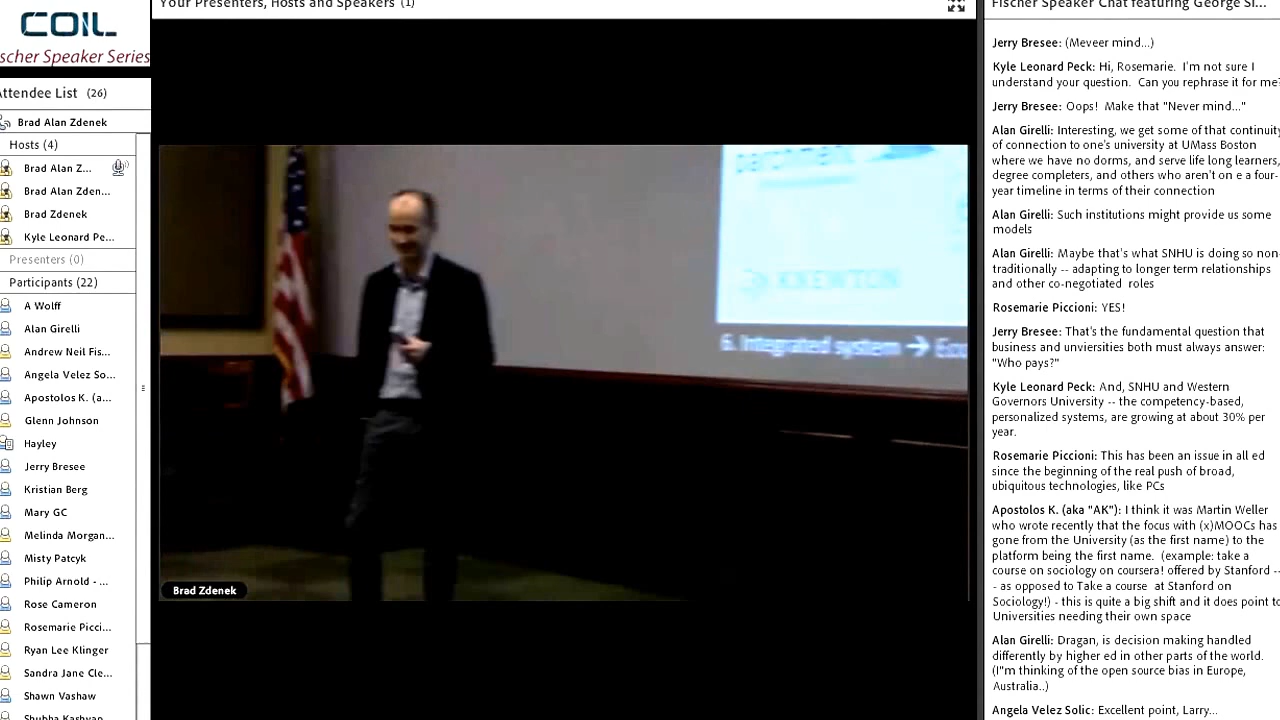 COIL
scher Speaker Series
Attendee List (26)
Brad Alan Zdenek
Hosts (4)
Brad Alan Z...
Brad Alan Zden...
Brad Zdenek
Kyle Leonard Pe...
Presenters (0)
Participants (22)
A Wolff
Alan Girelli
Andrew Neil Fis...
Angela Velez So...
Apostolos K. (a...
Glenn Johnson
Hayley
Jerry Bresee
Kristian Berg
Mary GC
Melinda Morgan...
Misty Patcyk
Philip Arnold - ...
Rose Cameron
Rosemarie Picci...
Ryan Lee Klinger
Sandra Jane Cle...
Shawn Vashaw
Shubha Kashyap
Your Presenters, Hosts and Speakers (1)
parchment
KNEWTON
6. Integrated system → Eco
Brad Zdenek
Fischer Speaker Chat featuring George Si...
Jerry Bresee: (Meveer mind...)
Kyle Leonard Peck: Hi, Rosemarie. I'm not sure I
understand your question. Can you rephrase it for me?
Jerry Bresee: Oops! Make that "Never mind..."
Alan Girelli: Interesting, we get some of that continuity
of connection to one's university at UMass Boston
where we have no dorms, and serve life long learners,
degree completers, and others who aren't on e a four-
year timeline in terms of their connection
Alan Girelli: Such institutions might provide us some
models
Alan Girelli: Maybe that's what SNHU is doing so non-
traditionally -- adapting to longer term relationships
and other co-negotiated roles
Rosemarie Piccioni: YES!
Jerry Bresee: That's the fundamental question that
business and unviersities both must always answer:
"Who pays?"
Kyle Leonard Peck: And, SNHU and Western
Governors University -- the competency-based,
personalized systems, are growing at about 30% per
year.
Rosemarie Piccioni: This has been an issue in all ed
since the beginning of the real push of broad,
ubiquitous technologies, like PCs
Apostolos K. (aka "AK"): I think it was Martin Weller
who wrote recently that the focus with (x)MOOCs has
gone from the University (as the first name) to the
platform being the first name. (example: take a
course on sociology on coursera! offered by Stanford --
- as opposed to Take a course at Stanford on
Sociology!) - this is quite a big shift and it does point to
Universities needing their own space
Alan Girelli: Dragan, is decision making handled
differently by higher ed in other parts of the world.
(I"m thinking of the open source bias in Europe,
Australia..)
Angela Velez Solic: Excellent point, Larry...